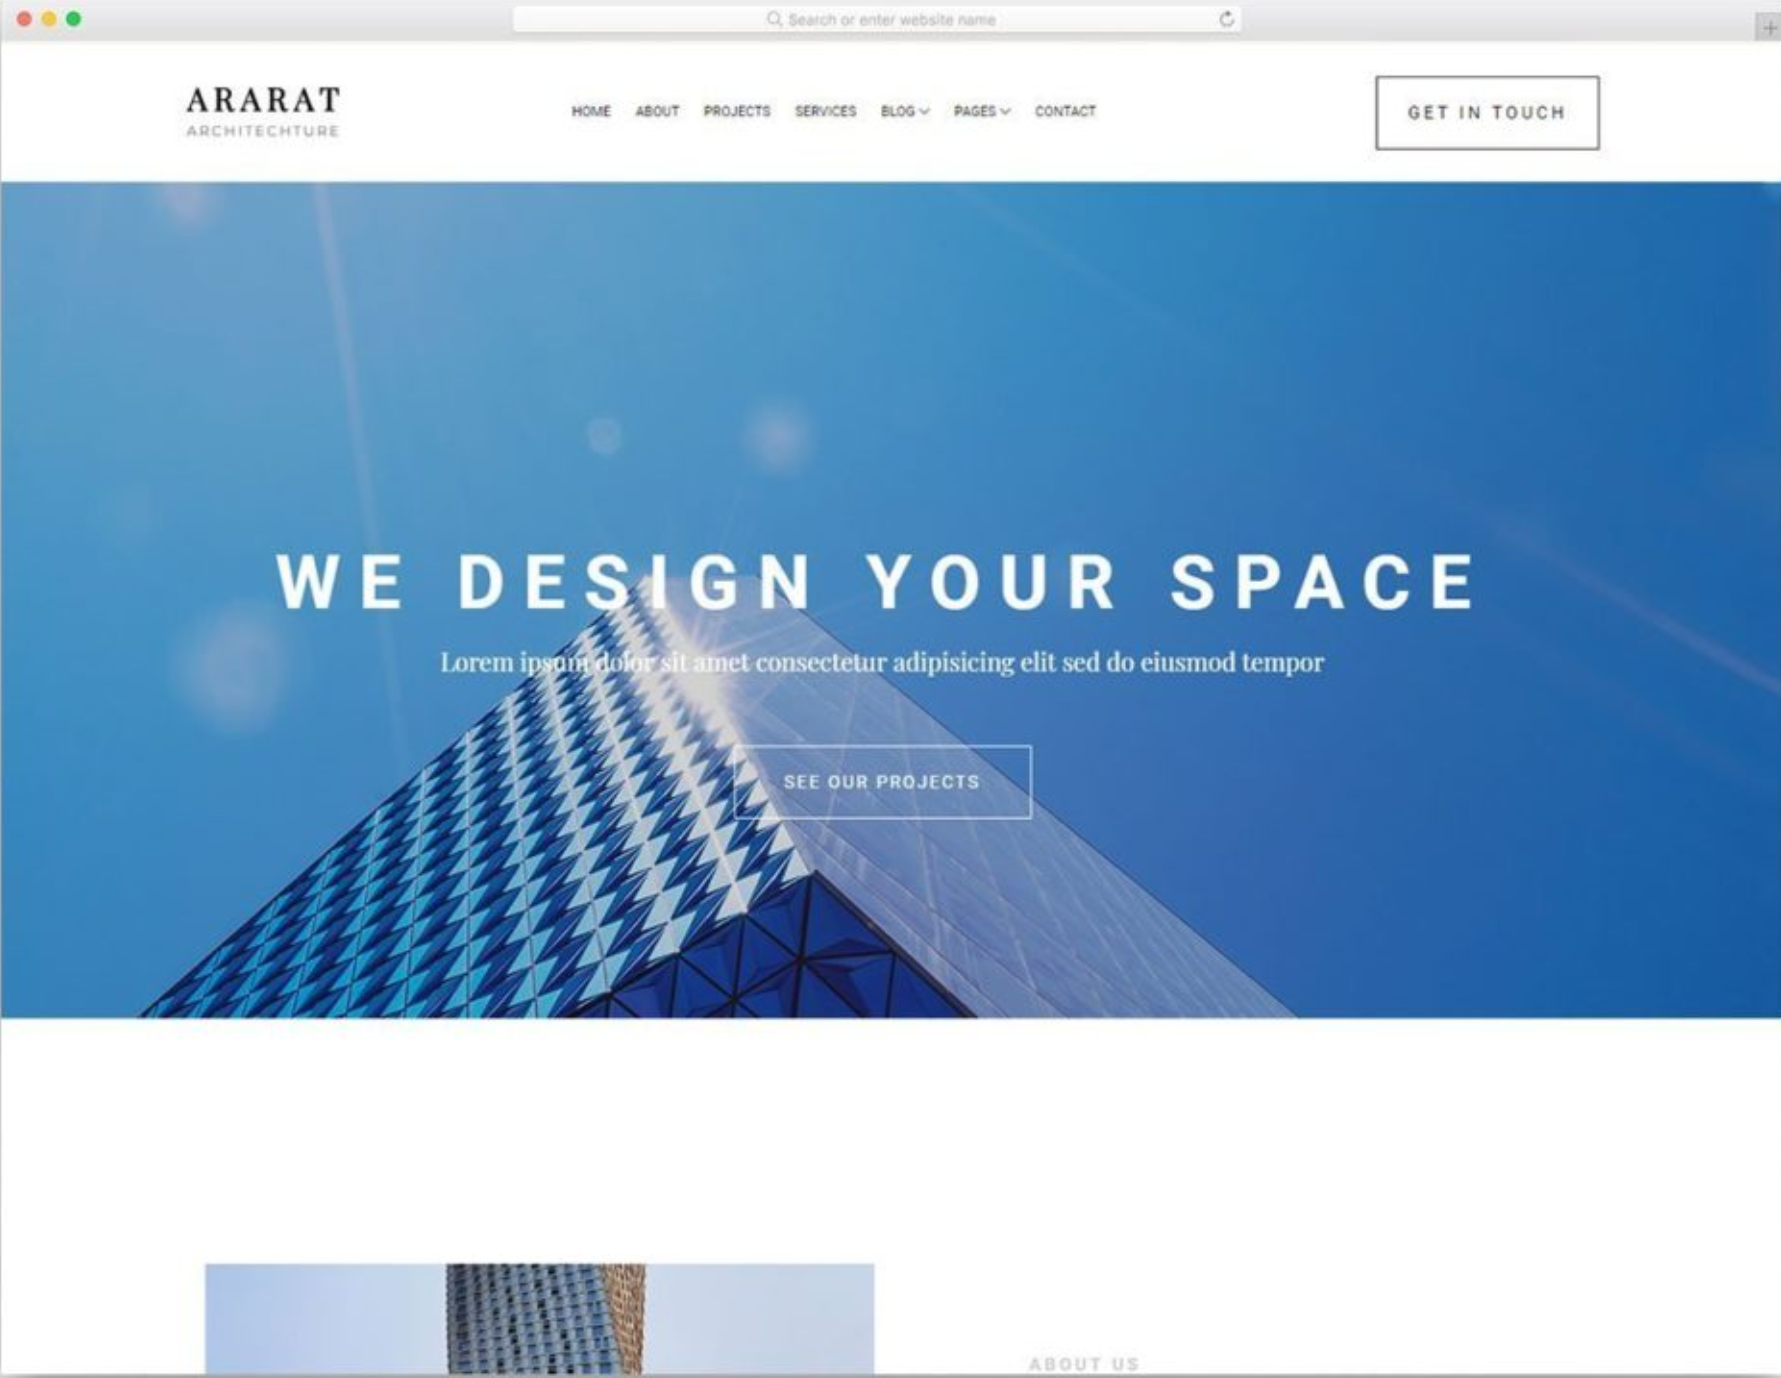 Search or enter website name
ARARAT
ARCHITECHTURE
HOME ABOUT PROJECTS SERVICES BLOG PAGES CONTACT
GET IN TOUCH
WE DESIGN YOUR SPACE
Lorem ipsum dolor sit amet consectetur adipisicing elit sed do eiusmod tempor
SEE OUR PROJECTS
ABOUT US